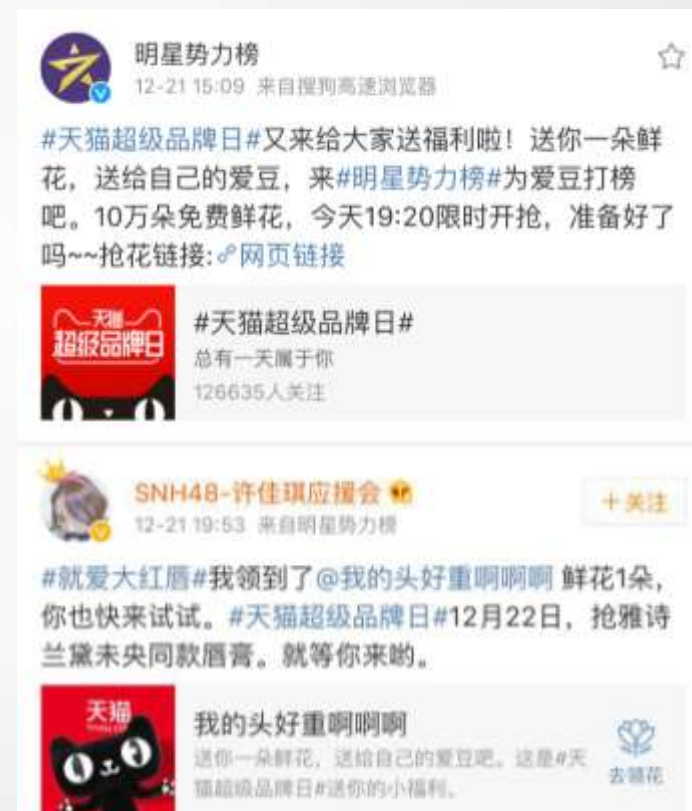 明星势力榜
12-21 15:09 来自搜狗高速浏览器
#天猫超级品牌日#又来给大家送福利啦！送你一朵鲜
花，送给自己的爱豆，来#明星势力榜#为爱豆打榜
吧。10万朵免费鲜花，今天19:20限时开抢，准备好了
吗~~抢花链接:网页链接
天猫
超级品牌日
#天猫超级品牌日#
总有一天属于你
126635人关注
SNH48-许佳琪应援会
+关注
12-21 19:53 来自明星势力榜
#就爱大红唇#我领到了@我的头好重啊啊啊 鲜花1朵，
你也快来试试。#天猫超级品牌日#12月22日，抢雅诗
兰黛未央同款唇膏。就等你来哟。
天猫
我的头好重啊啊啊
送你一朵鲜花，送给自己的爱豆吧。这是#天
猫超级品牌日#送你的小福利。
去领花